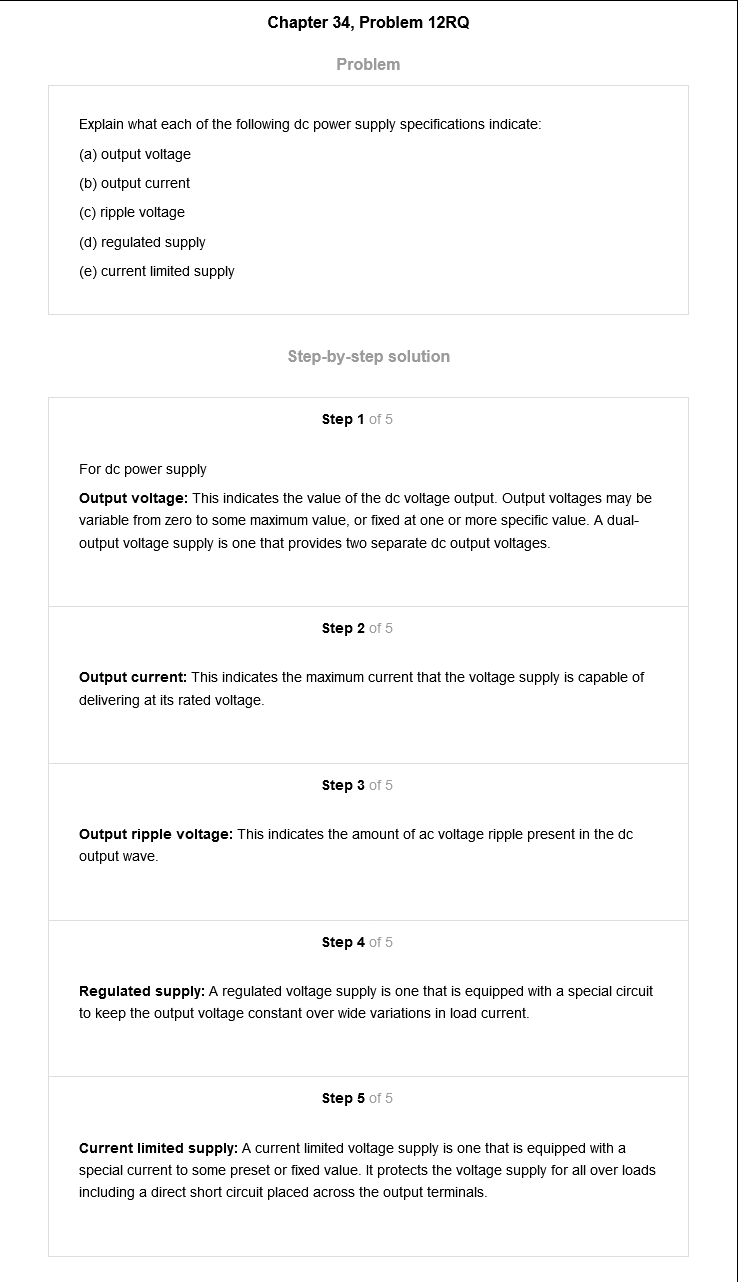 Chapter 34, Problem 12RQ
Problem
Explain what each of the following dc power supply specifications indicate:
(a) output voltage
(b) output current
(c) ripple voltage
(d) regulated supply
(e) current limited supply
Step-by-step solution
Step 1 of 5
For dc power supply
Output voltage: This indicates the value of the dc voltage output. Output voltages may be
variable from zero to some maximum value, or fixed at one or more specific value. A dual-
output voltage supply is one that provides two separate dc output voltages.
Step 2 of 5
Output current: This indicates the maximum current that the voltage supply is capable of
delivering at its rated voltage.
Step 3 of 5
Output ripple voltage: This indicates the amount of ac voltage ripple present in the dc
output wave.
Step 4 of 5
Regulated supply: A regulated voltage supply is one that is equipped with a special circuit
to keep the output voltage constant over wide variations in load current.
Step 5 of 5
Current limited supply: A current limited voltage supply is one that is equipped with a
special current to some preset or fixed value. It protects the voltage supply for all over loads
including a direct short circuit placed across the output terminals.